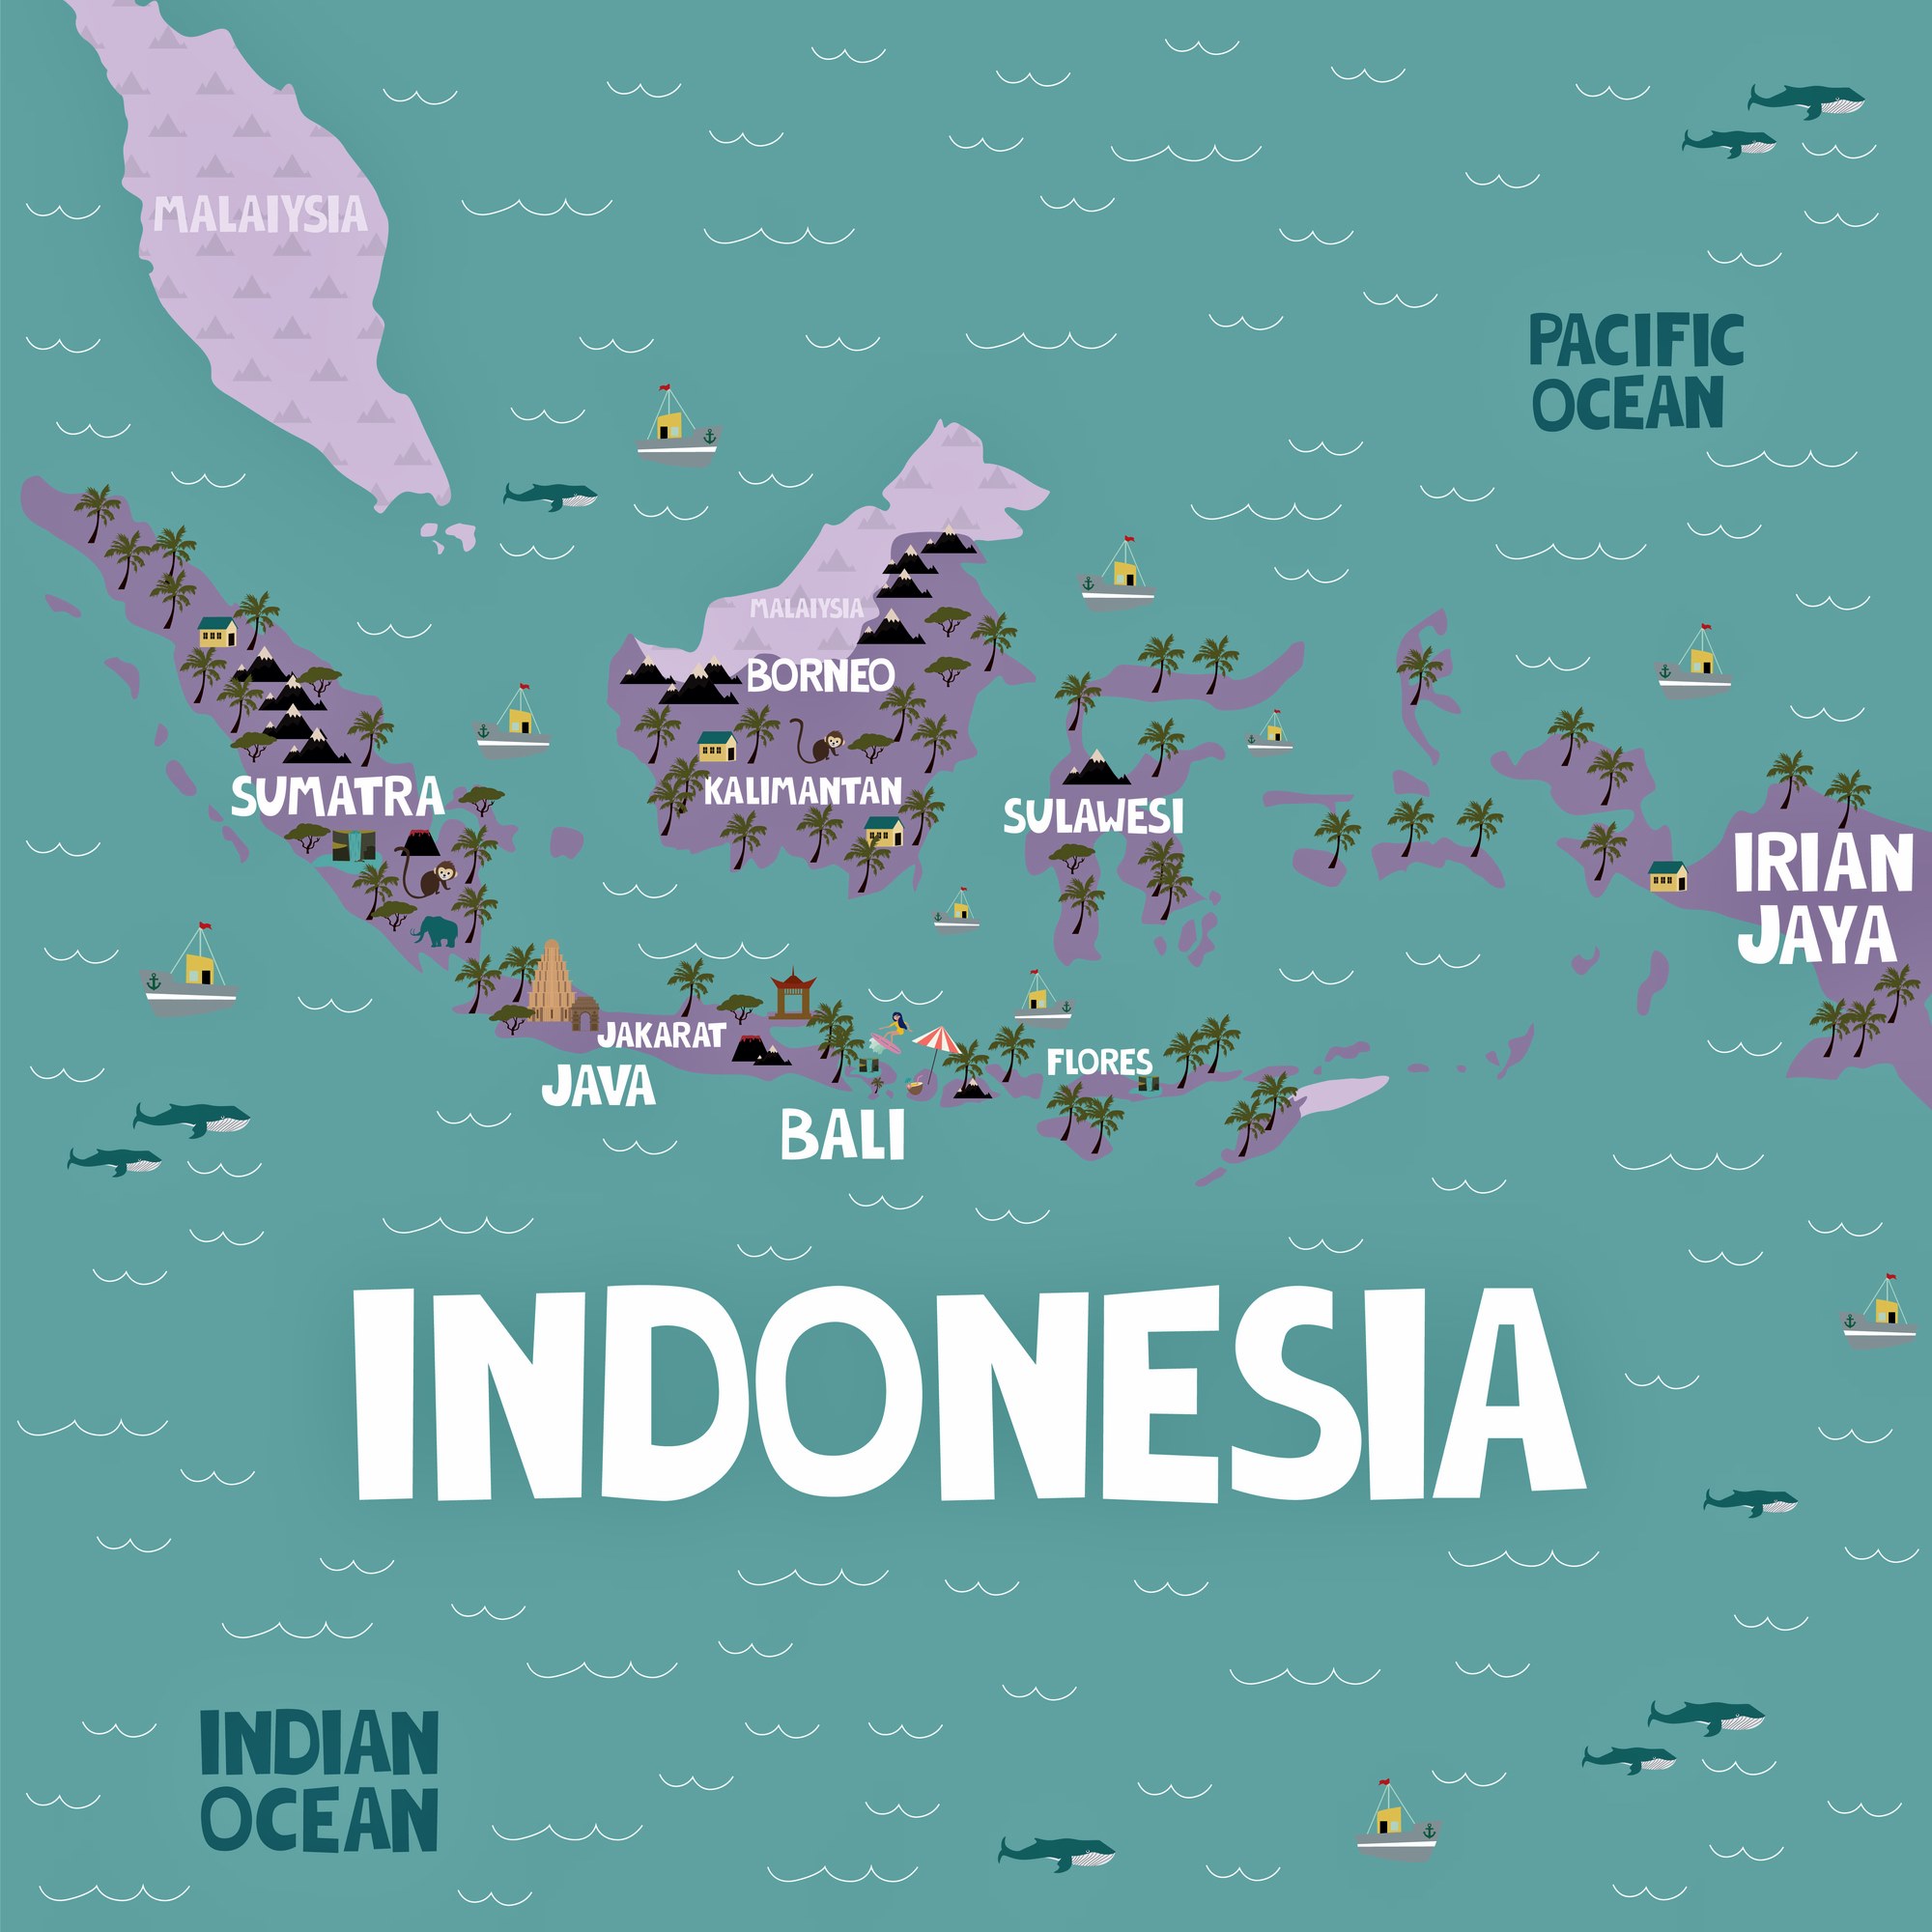 MALAIYSIA
PACIFIC
OCEAN
MALAIYSIA
BORNEO
KALIMANTAN
SUMATRA
SULAWESI
IRIAN
JAYA
JAKARAT
JAVA
FLORES
BALI
INDONESIA
INDIAN
OCEAN